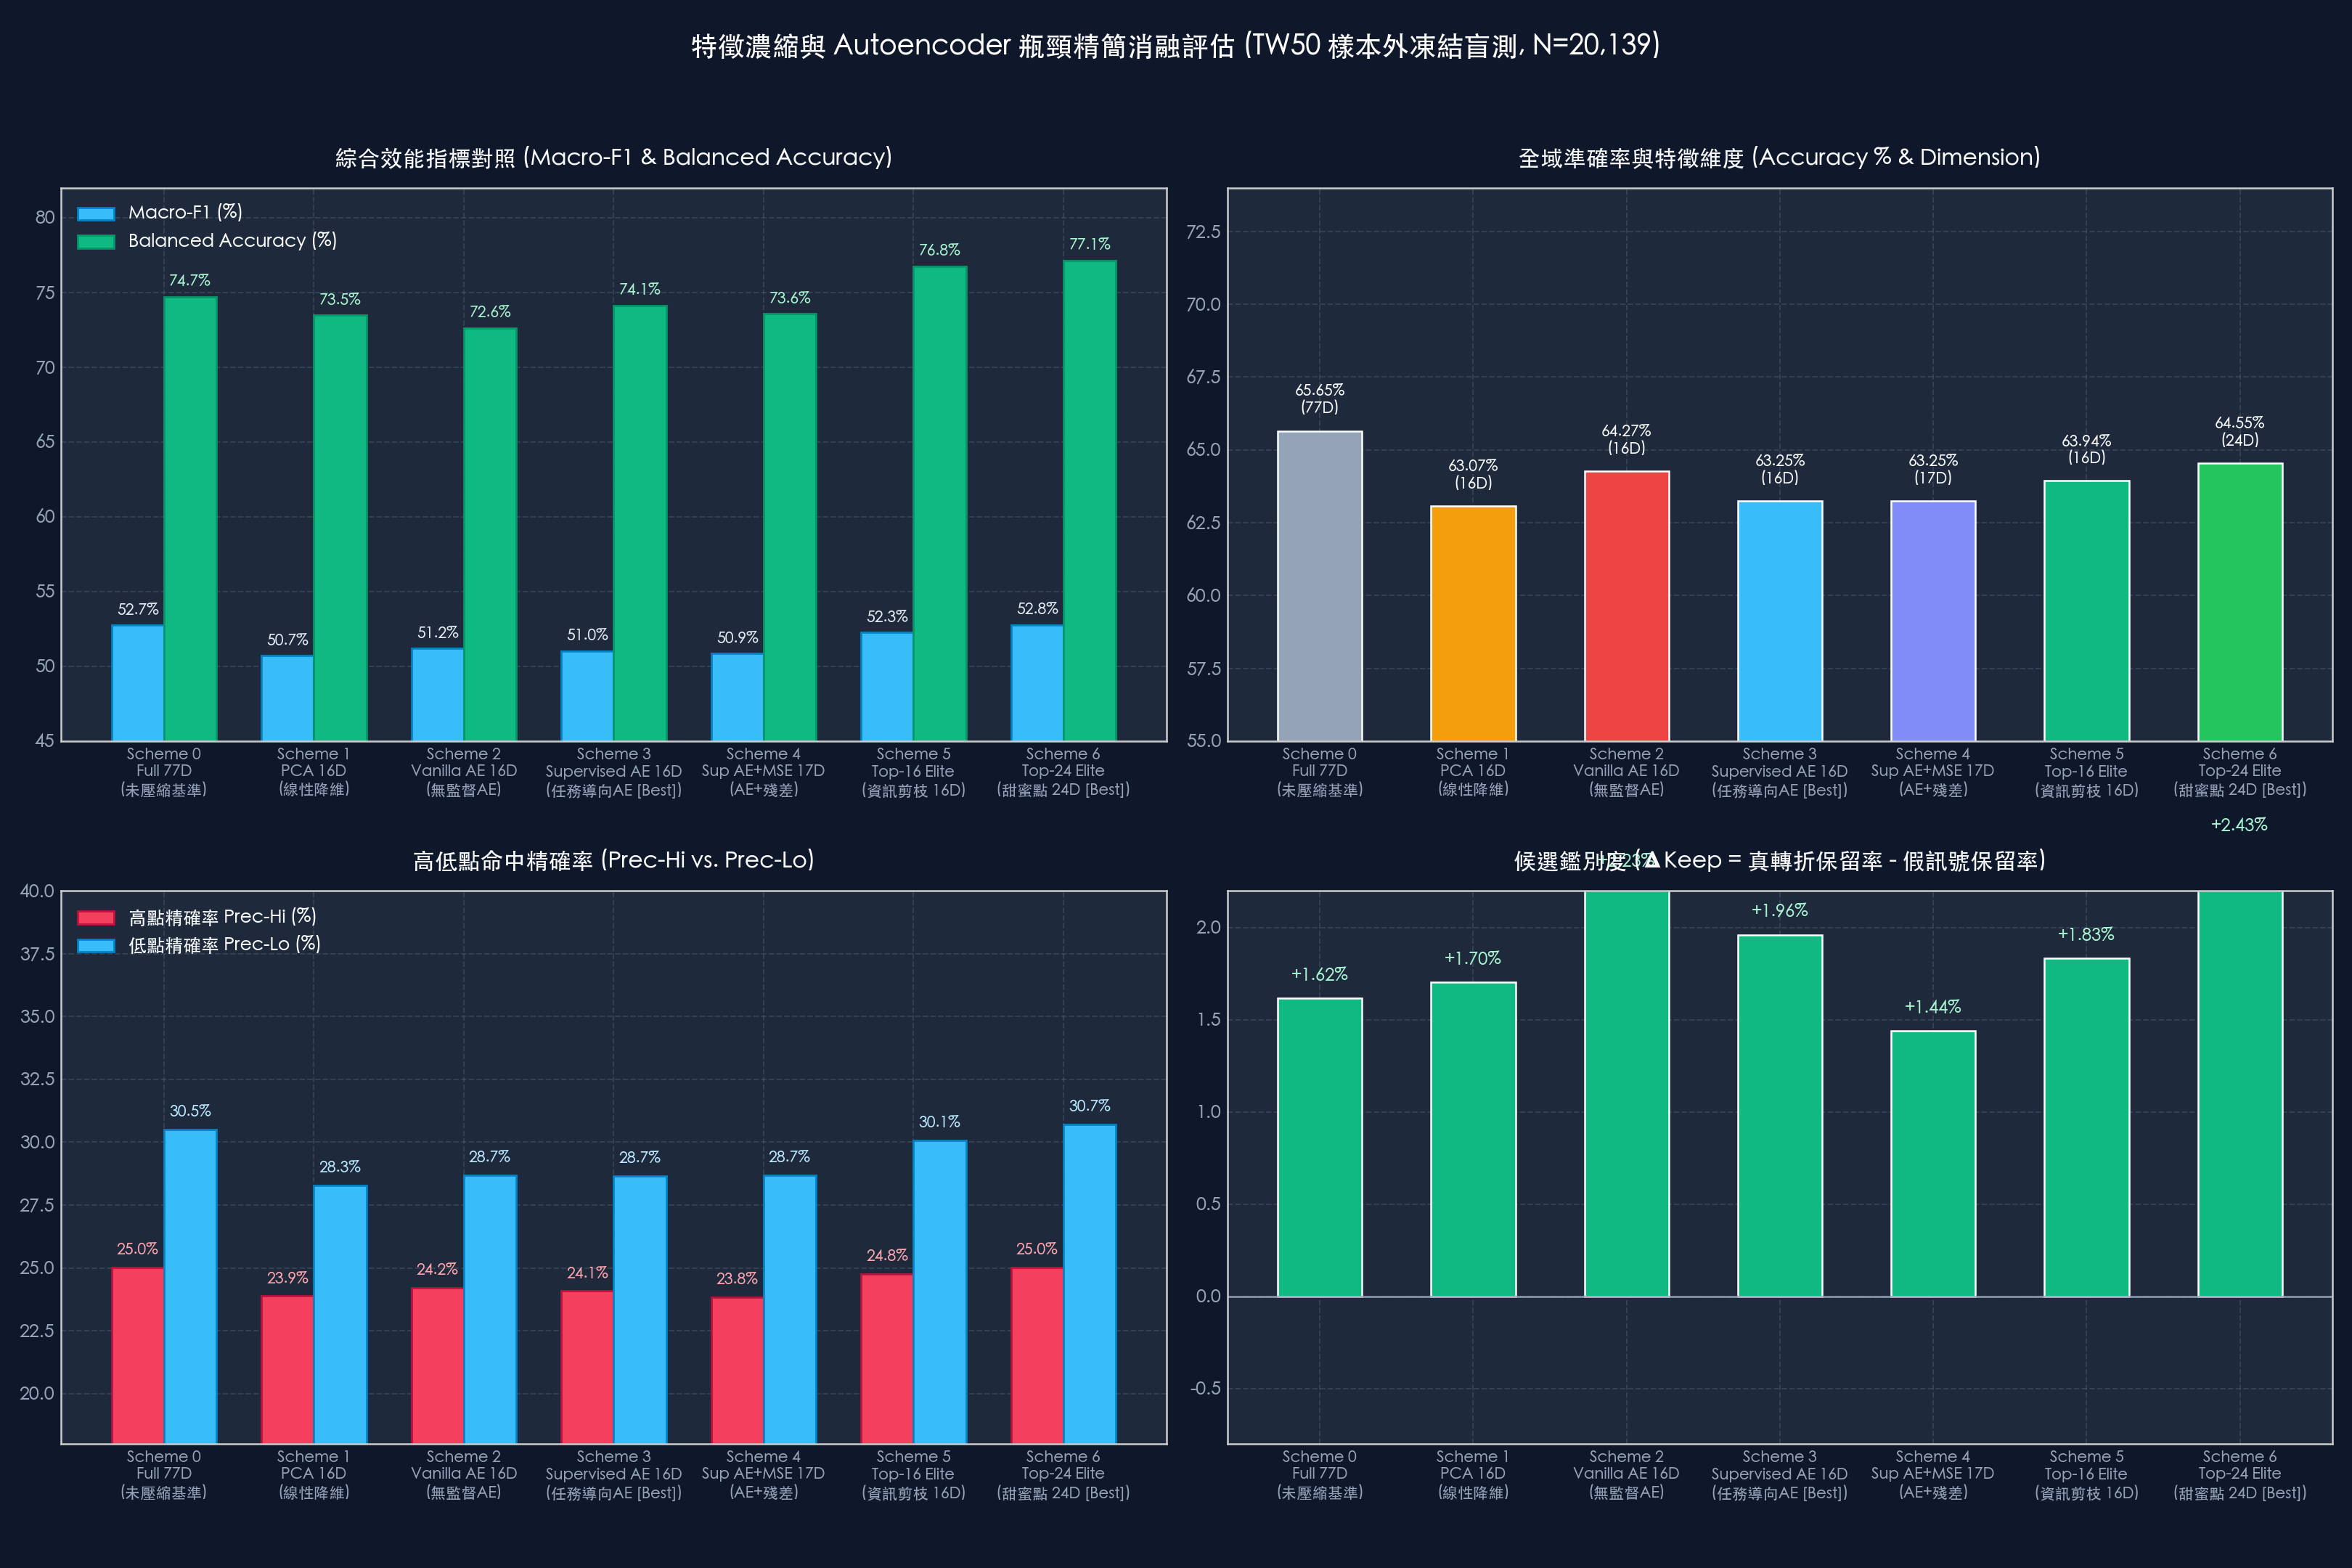 特徵濃縮與 Autoencoder 瓶頸精簡消融評估 (TW50 樣本外凍結盲測, N=20,139)
綜合效能指標對照 (Macro-F1 & Balanced Accuracy)
Macro-F1 (%)
Balanced Accuracy (%)
80
75
70
65
60
55
50
45
52.7%
74.7%
50.7%
73.5%
51.2%
72.6%
51.0%
74.1%
50.9%
73.6%
52.3%
76.8%
52.8%
77.1%
Scheme 0
Full 77D
(未壓縮基準)
Scheme 1
PCA 16D
(線性降維)
Scheme 2
Vanilla AE 16D
(無監督AE)
Scheme 3
Supervised AE 16D
(任務導向AE [Best])
Scheme 4
Sup AE+MSE 17D
(AE+殘差)
Scheme 5
Top-16 Elite
(資訊剪枝 16D)
Scheme 6
Top-24 Elite
(甜蜜點 24D [Best])
全域準確率與特徵維度 (Accuracy % & Dimension)
72.5
70.0
67.5
65.0
62.5
60.0
57.5
55.0
65.65%
(77D)
63.07%
(16D)
64.27%
(16D)
63.25%
(16D)
63.25%
(17D)
63.94%
(16D)
64.55%
(24D)
Scheme 0
Full 77D
(未壓縮基準)
Scheme 1
PCA 16D
(線性降維)
Scheme 2
Vanilla AE 16D
(無監督AE)
Scheme 3
Supervised AE 16D
(任務導向AE [Best])
Scheme 4
Sup AE+MSE 17D
(AE+殘差)
Scheme 5
Top-16 Elite
(資訊剪枝 16D)
Scheme 6
Top-24 Elite
(甜蜜點 24D [Best])
高低點命中精確率 (Prec-Hi vs. Prec-Lo)
高點精確率 Prec-Hi (%)
低點精確率 Prec-Lo (%)
40.0
37.5
35.0
32.5
30.0
27.5
25.0
22.5
20.0
25.0%
30.5%
23.9%
28.3%
24.2%
28.7%
24.1%
28.7%
23.8%
28.7%
24.8%
30.1%
25.0%
30.7%
Scheme 0
Full 77D
(未壓縮基準)
Scheme 1
PCA 16D
(線性降維)
Scheme 2
Vanilla AE 16D
(無監督AE)
Scheme 3
Supervised AE 16D
(任務導向AE [Best])
Scheme 4
Sup AE+MSE 17D
(AE+殘差)
Scheme 5
Top-16 Elite
(資訊剪枝 16D)
Scheme 6
Top-24 Elite
(甜蜜點 24D [Best])
+2.43%
候選鑑別度 (Δ Keep = 真轉折保留率 - 假訊號保留率)
2.0
1.5
1.0
0.5
0.0
-0.5
+1.62%
+1.70%
+1.96%
+1.44%
+1.83%
Scheme 0
Full 77D
(未壓縮基準)
Scheme 1
PCA 16D
(線性降維)
Scheme 2
Vanilla AE 16D
(無監督AE)
Scheme 3
Supervised AE 16D
(任務導向AE [Best])
Scheme 4
Sup AE+MSE 17D
(AE+殘差)
Scheme 5
Top-16 Elite
(資訊剪枝 16D)
Scheme 6
Top-24 Elite
(甜蜜點 24D [Best])